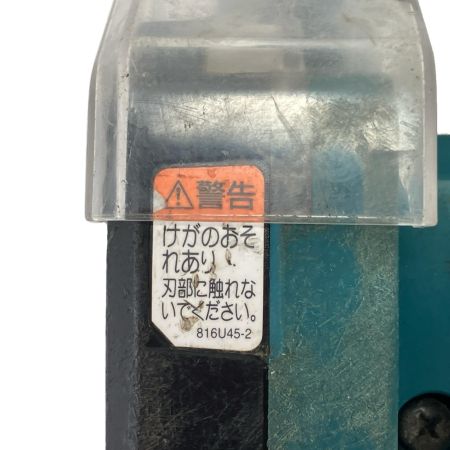 ⚠警告
けがのおそ
れあり
刃部に触れな
いでください。
816U45-2